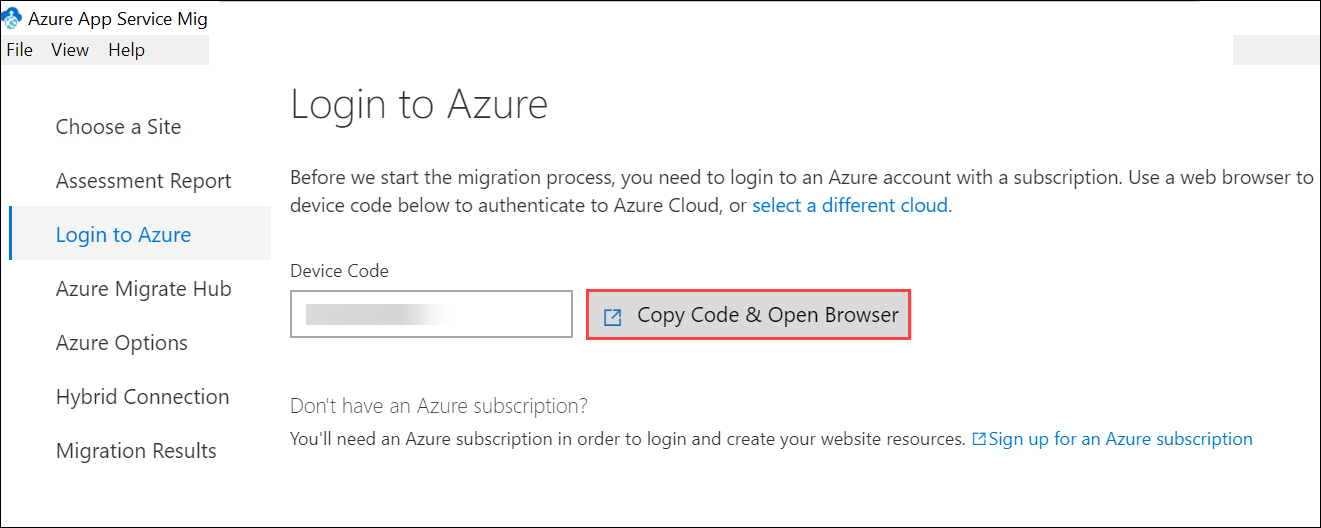 Azure App Service Mig
File View Help
Choose a Site
Assessment Report
Login to Azure
Azure Migrate Hub
Azure Options
Hybrid Connection
Migration Results
Login to Azure
Before we start the migration process, you need to login to an Azure account with a subscription. Use a web browser to
device code below to authenticate to Azure Cloud, or select a different cloud.
Device Code
Copy Code & Open Browser
Don't have an Azure subscription?
You'll need an Azure subscription in order to login and create your website resources. Sign up for an Azure subscription